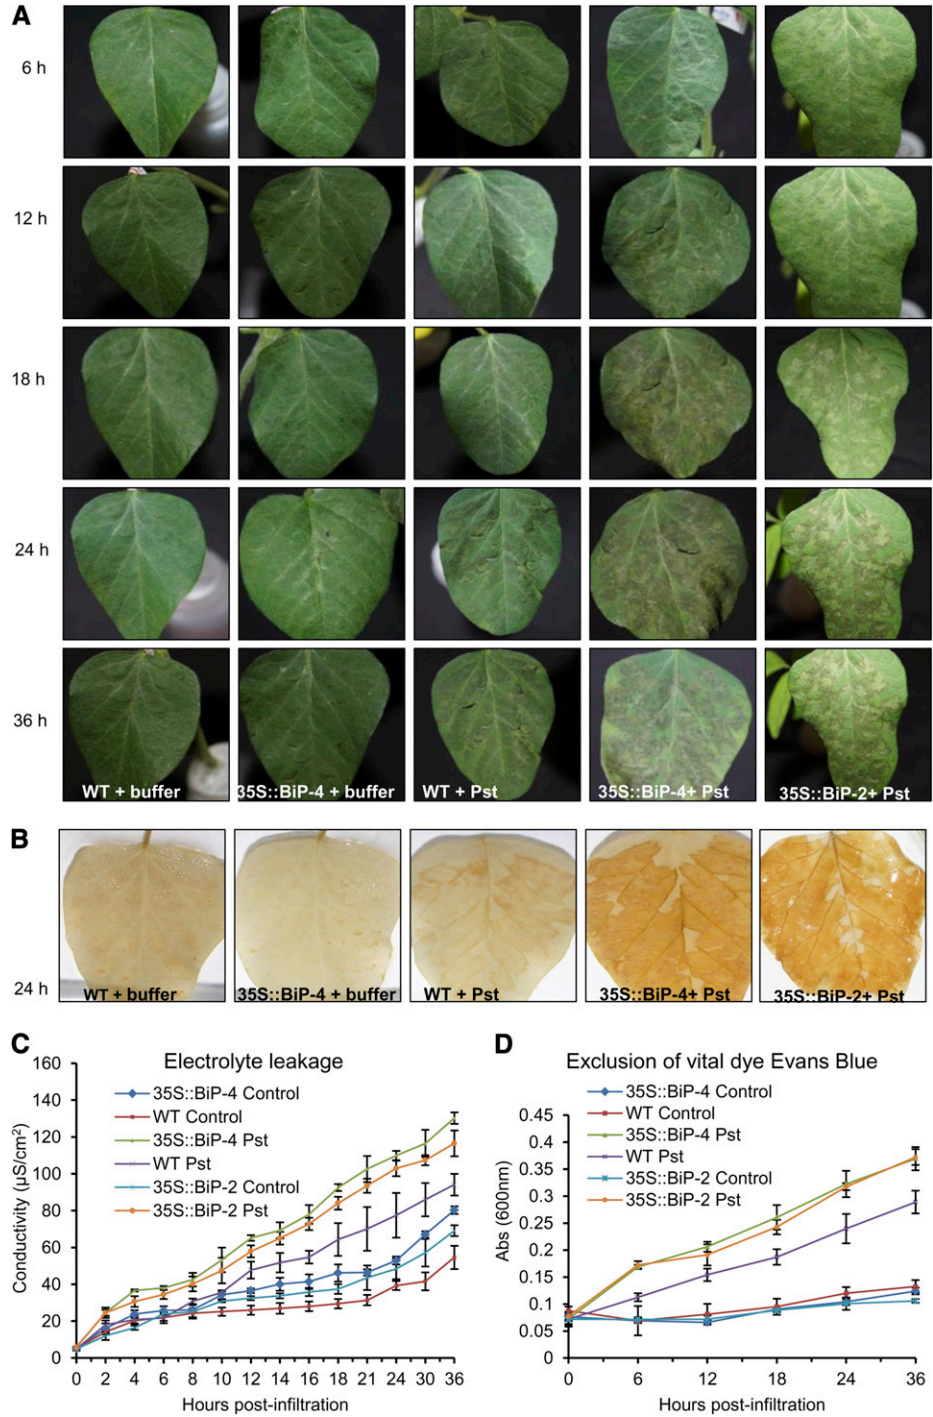 A
6 h
12 h
18 h
24 h
36 h
WT + buffer
35S::BiP-4 + buffer
WT + Pst
35S::BiP-4+ Pst
35S::BiP-2+ Pst
B
24 h
WT + buffer
35S::BiP-4 + buffer
WT + Pst
35S::BiP-4+ Pst
35S::BiP-2+ Pst
C
Electrolyte leakage
160
140
120
100
80
60
40
20
0
Conductivity (µS/cm²)
35S::BiP-4 Control
WT Control
35S::BiP-4 Pst
WT Pst
35S::BiP-2 Control
35S::BiP-2 Pst
0 2 4 6 8 10 12 14 16 18 21 24 30 36
Hours post-infiltration
D
Exclusion of vital dye Evans Blue
35S::BiP-4 Control
WT Control
35S::BiP-4 Pst
WT Pst
35S::BiP-2 Control
35S::BiP-2 Pst
0.45
0.4
0.35
0.3
0.25
0.2
0.15
0.1
0.05
0
Abs (600nm)
0 6 12 18 24 36
Hours post-infiltration